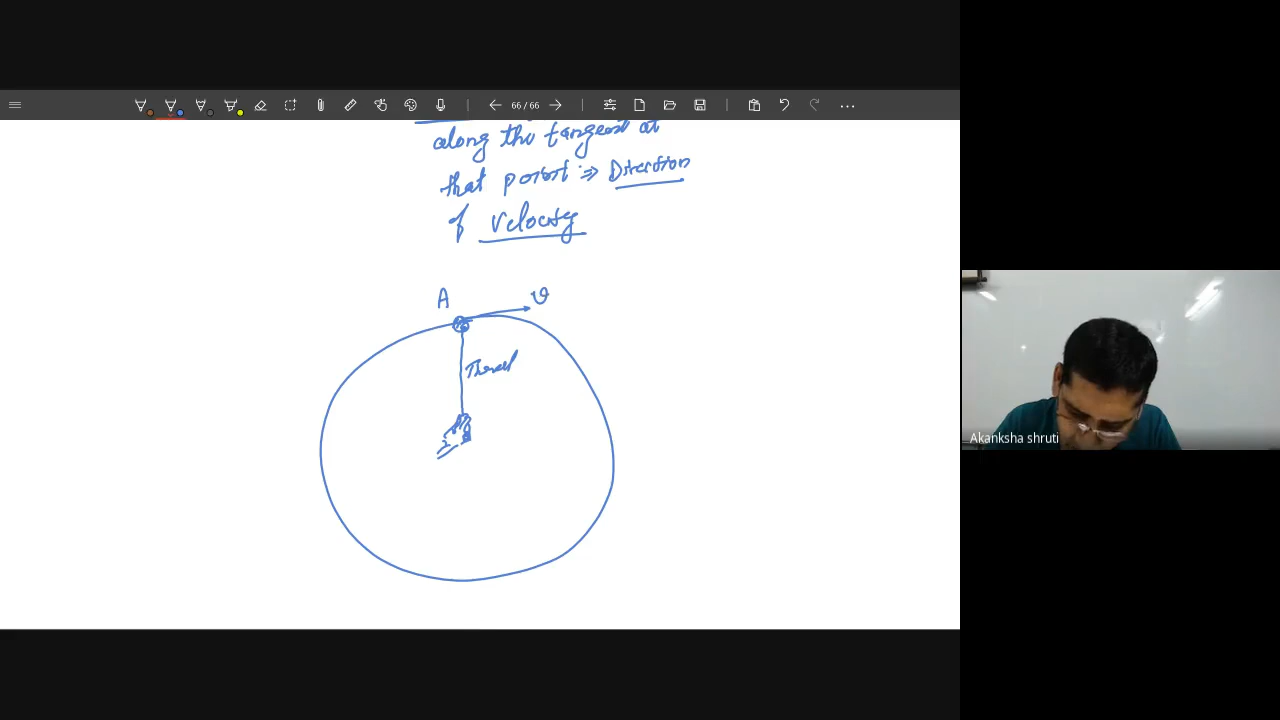 66/66
along the tangent at
that point ⇒ Direction
of velocity
A
v
Thread
Akanksha shruti